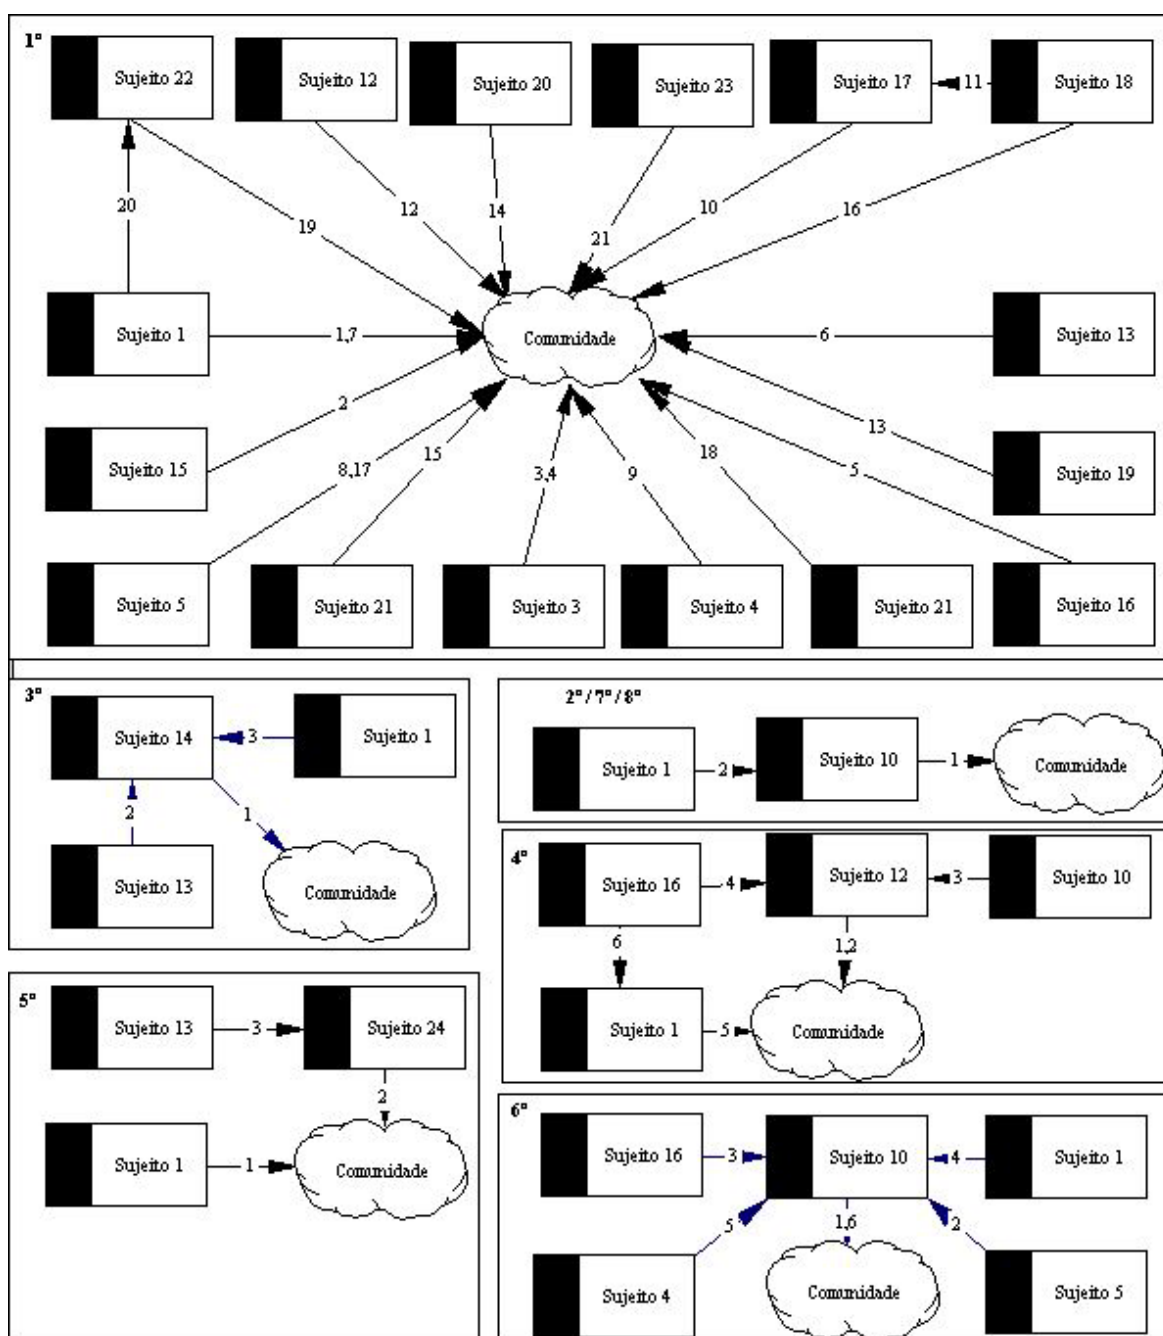 1º
Sujeito 22
Sujeito 12
Sujeito 20
Sujeito 23
Sujeito 17
11
Sujeito 18
20
19
12
14
21
10
16
Sujeito 1
1,7
Comunidade
6
Sujeito 13
2
13
Sujeito 15
8,17
15
3,4
9
18
5
Sujeito 19
Sujeito 5
Sujeito 21
Sujeito 3
Sujeito 4
Sujeito 21
Sujeito 16
3º
Sujeito 14
3
Sujeito 1
2
1
Sujeito 13
Comunidade
2º / 7º / 8º
Sujeito 1
2
Sujeito 10
1
Comunidade
4º
Sujeito 16
4
Sujeito 12
3
Sujeito 10
6
1,2
Sujeito 1
5
Comunidade
5º
Sujeito 13
3
Sujeito 24
2
Sujeito 1
1
Comunidade
6º
Sujeito 16
3
Sujeito 10
4
Sujeito 1
5
1,6
2
Sujeito 4
Comunidade
Sujeito 5